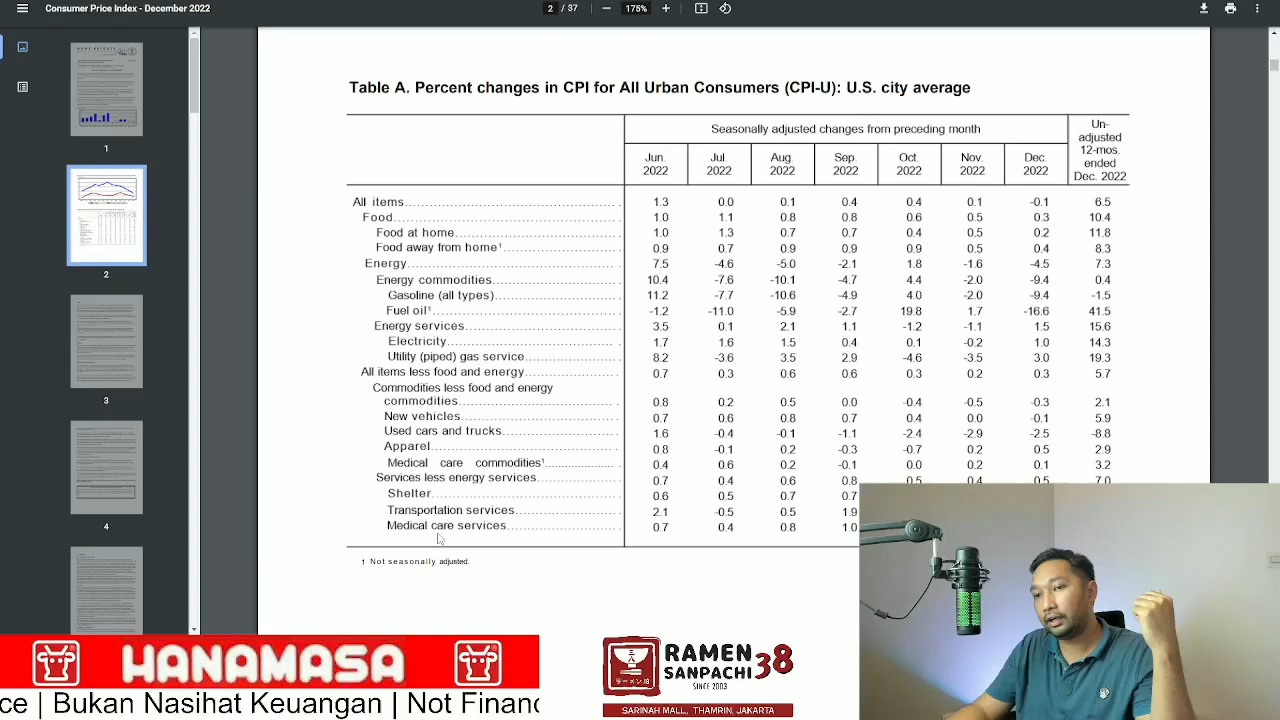 Consumer Price Index - December 2022
2 / 37
175%
1
2
3
4
Table A. Percent changes in CPI for All Urban Consumers (CPI-U): U.S. city average
Seasonally adjusted changes from preceding month
Un-adjusted 12-mos. ended Dec. 2022
Jun. 2022 Jul. 2022 Aug. 2022 Sep. 2022 Oct. 2022 Nov. 2022 Dec. 2022
All items 1.3 0.0 0.1 0.4 0.4 0.1 -0.1 6.5
Food 1.0 1.1 0.8 0.8 0.6 0.5 0.3 10.4
Food at home 1.0 1.3 0.7 0.7 0.4 0.5 0.2 11.8
Food away from home¹ 0.9 0.7 0.9 0.9 0.9 0.5 0.4 8.3
Energy 7.5 -4.6 -5.0 -2.1 1.8 -1.6 -4.5 7.3
Energy commodities 10.4 -7.6 -10.1 -4.7 4.4 -2.0 -9.4 0.4
Gasoline (all types) 11.2 -7.7 -10.6 -4.9 4.0 -2.0 -9.4 -1.5
Fuel oil¹ -1.2 -11.0 -5.9 -2.7 19.8 1.7 -16.6 41.5
Energy services 3.5 0.1 2.1 1.1 -1.2 -1.1 1.5 15.6
Electricity 1.7 1.6 1.5 0.4 0.1 -0.2 1.0 14.3
Utility (piped) gas service 8.2 -3.6 3.5 2.9 -4.6 -3.5 3.0 19.3
All items less food and energy 0.7 0.3 0.6 0.6 0.3 0.2 0.3 5.7
Commodities less food and energy
commodities 0.8 0.2 0.5 0.0 -0.4 -0.5 -0.3 2.1
New vehicles 0.7 0.6 0.8 0.7 0.4 0.0 -0.1 5.9
Used cars and trucks 1.6 -0.4 -0.1 -1.1 -2.4 -2.9 -2.5 -8.8
Apparel 0.8 -0.1 0.2 -0.3 -0.7 0.2 0.5 2.9
Medical care commodities¹ 0.4 0.6 0.2 -0.1 0.0 0.2 0.1 3.2
Services less energy services 0.7 0.4 0.6 0.8 0.5 0.4 0.5 7.0
Shelter 0.6 0.5 0.7 0.7
Transportation services 2.1 -0.5 0.5 1.9
Medical care services 0.7 0.4 0.8 1.0
¹ Not seasonally adjusted.
HANAMASA
RAMEN
SANPACHI 38
SINCE 2003
SARINAH MALL, THAMRIN, JAKARTA
ce | Bukan Nasihat Keuangan | Not Financ